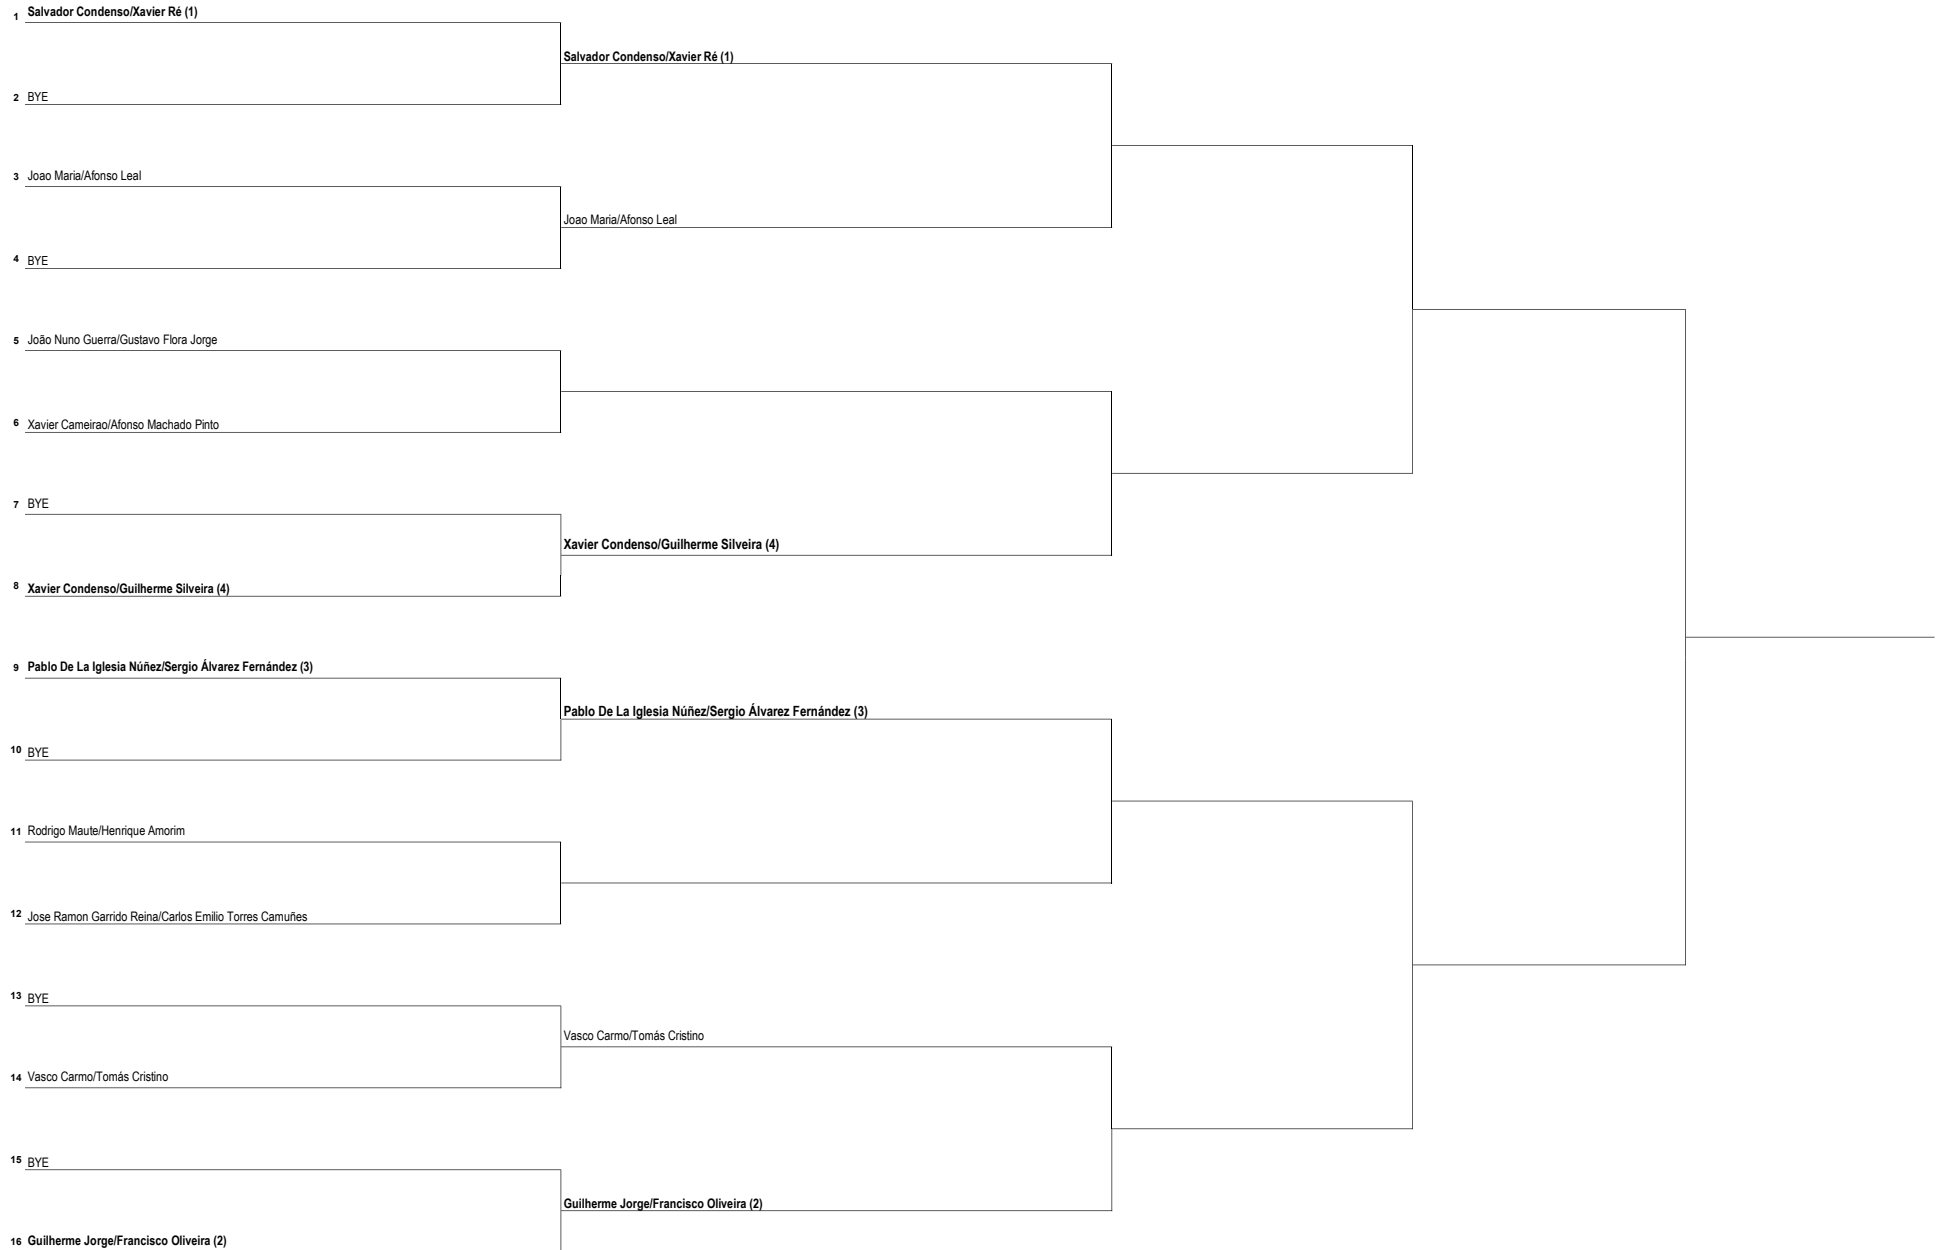 1 Salvador Condenso/Xavier Ré (1)
Salvador Condenso/Xavier Ré (1)
2 BYE
3 Joao Maria/Afonso Leal
Joao Maria/Afonso Leal
4 BYE
5 João Nuno Guerra/Gustavo Flora Jorge
6 Xavier Cameirao/Afonso Machado Pinto
7 BYE
Xavier Condenso/Guilherme Silveira (4)
8 Xavier Condenso/Guilherme Silveira (4)
9 Pablo De La Iglesia Núñez/Sergio Álvarez Fernández (3)
Pablo De La Iglesia Núñez/Sergio Álvarez Fernández (3)
10 BYE
11 Rodrigo Maute/Henrique Amorim
12 Jose Ramon Garrido Reina/Carlos Emilio Torres Camuñes
13 BYE
Vasco Carmo/Tomás Cristino
14 Vasco Carmo/Tomás Cristino
15 BYE
Guilherme Jorge/Francisco Oliveira (2)
16 Guilherme Jorge/Francisco Oliveira (2)